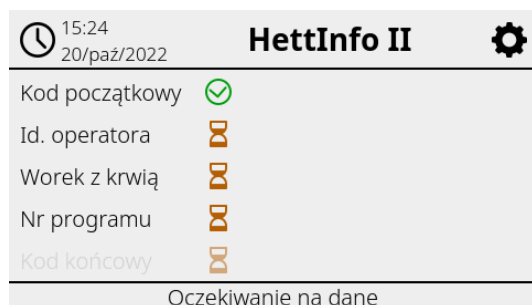 15:24
20/paź/2022
HettInfo II
Kod początkowy
Id. operatora
Worek z krwią
Nr programu
Kod końcowy
Oczekiwanie na dane